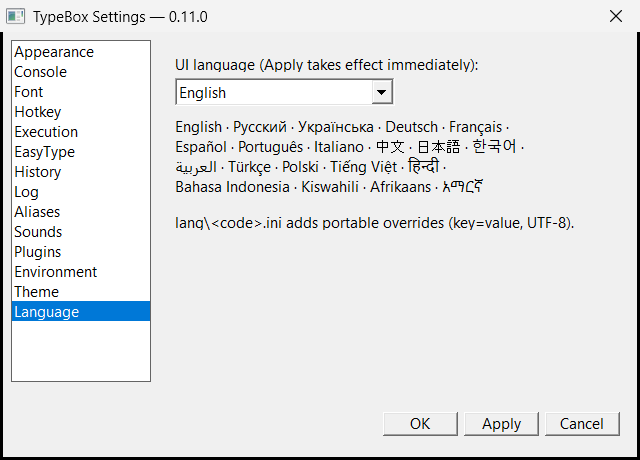 TypeBox Settings — 0.11.0
Appearance
Console
Font
Hotkey
Execution
EasyType
History
Log
Aliases
Sounds
Plugins
Environment
Theme
Language
UI language (Apply takes effect immediately):
English
English · Русский · Українська · Deutsch · Français ·
Español · Português · Italiano · 中文 · 日本語 · 한국어 ·
العربية · Türkçe · Polski · Tiếng Việt · हिन्दी ·
Bahasa Indonesia · Kiswahili · Afrikaans · አማርኛ
lang\<code>.ini adds portable overrides (key=value, UTF-8).
OK
Apply
Cancel